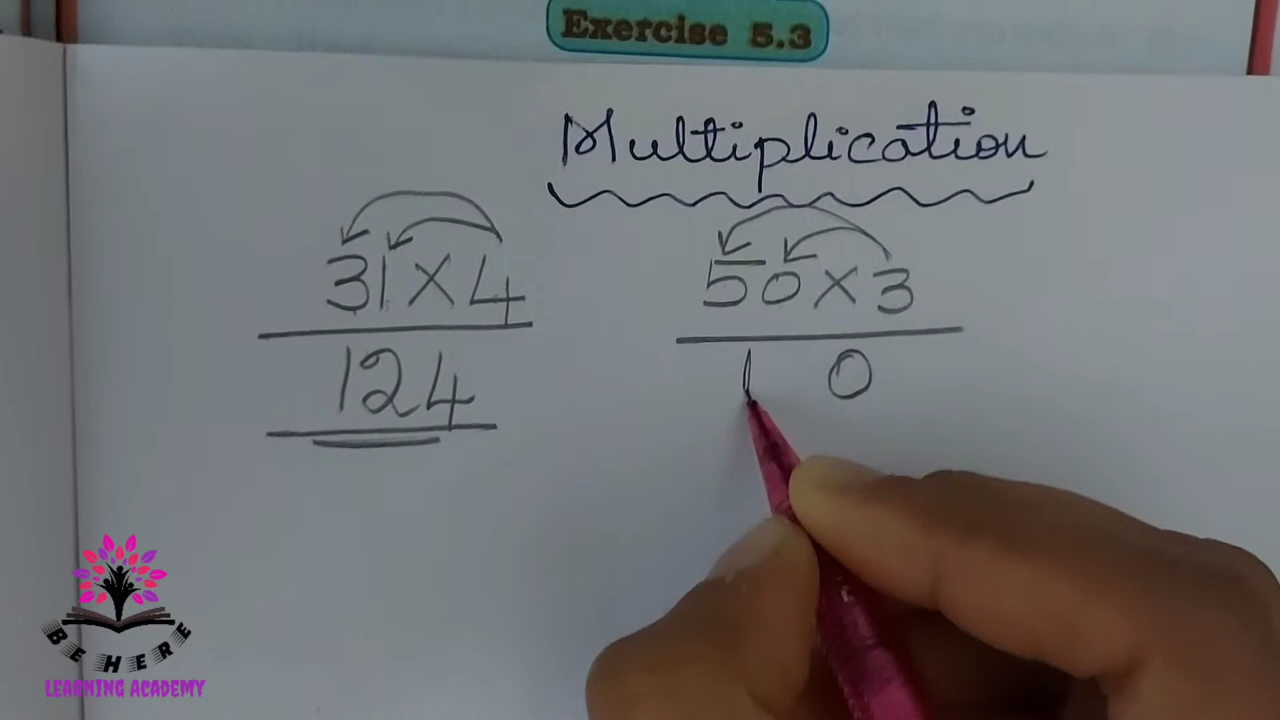 Exercise 5.3
Multiplication
31×4
124
50×3
1 0
BE HERE
LEARNING ACADEMY